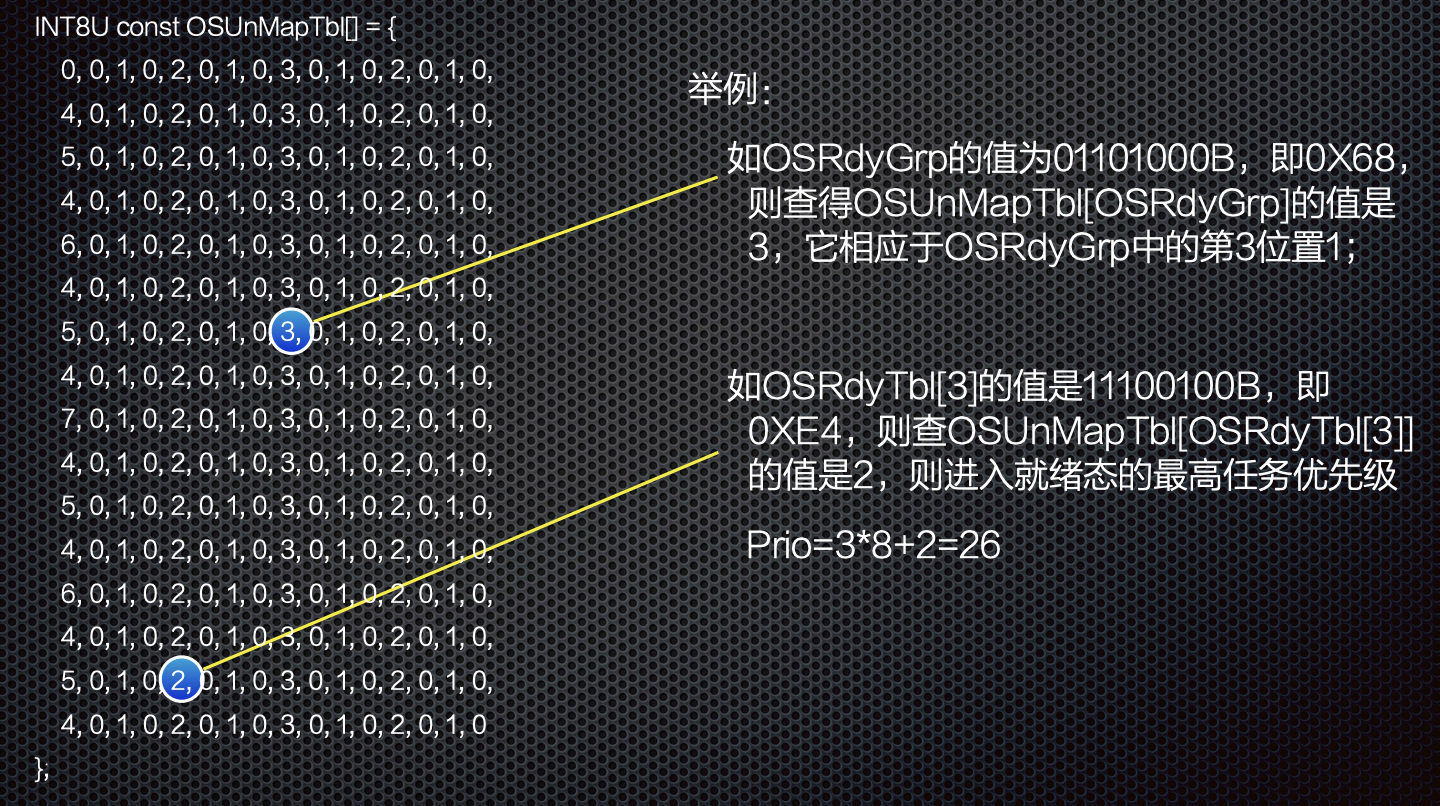 INT8U const OSUnMapTbl[] = {
0, 0, 1, 0, 2, 0, 1, 0, 3, 0, 1, 0, 2, 0, 1, 0,
4, 0, 1, 0, 2, 0, 1, 0, 3, 0, 1, 0, 2, 0, 1, 0,
5, 0, 1, 0, 2, 0, 1, 0, 3, 0, 1, 0, 2, 0, 1, 0,
4, 0, 1, 0, 2, 0, 1, 0, 3, 0, 1, 0, 2, 0, 1, 0,
6, 0, 1, 0, 2, 0, 1, 0, 3, 0, 1, 0, 2, 0, 1, 0,
4, 0, 1, 0, 2, 0, 1, 0, 3, 0, 1, 0, 2, 0, 1, 0,
5, 0, 1, 0, 2, 0, 1, 0, 3, 0, 1, 0, 2, 0, 1, 0,
4, 0, 1, 0, 2, 0, 1, 0, 3, 0, 1, 0, 2, 0, 1, 0,
7, 0, 1, 0, 2, 0, 1, 0, 3, 0, 1, 0, 2, 0, 1, 0,
4, 0, 1, 0, 2, 0, 1, 0, 3, 0, 1, 0, 2, 0, 1, 0,
5, 0, 1, 0, 2, 0, 1, 0, 3, 0, 1, 0, 2, 0, 1, 0,
4, 0, 1, 0, 2, 0, 1, 0, 3, 0, 1, 0, 2, 0, 1, 0,
6, 0, 1, 0, 2, 0, 1, 0, 3, 0, 1, 0, 2, 0, 1, 0,
4, 0, 1, 0, 2, 0, 1, 0, 3, 0, 1, 0, 2, 0, 1, 0,
5, 0, 1, 0, 2, 0, 1, 0, 3, 0, 1, 0, 2, 0, 1, 0,
4, 0, 1, 0, 2, 0, 1, 0, 3, 0, 1, 0, 2, 0, 1, 0
};
举例：
如OSRdyGrp的值为01101000B，即0X68，
则查得OSUnMapTbl[OSRdyGrp]的值是
3，它相应于OSRdyGrp中的第3位置1；
如OSRdyTbl[3]的值是11100100B，即
0XE4，则查OSUnMapTbl[OSRdyTbl[3]]
的值是2，则进入就绪态的最高任务优先级
Prio=3*8+2=26